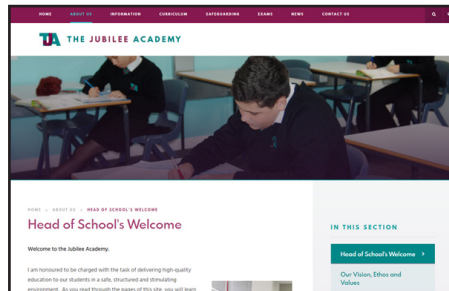 HOME ABOUT US INFORMATION CURRICULUM SAFEGUARDING EXAMS NEWS CONTACT US
TJA THE JUBILEE ACADEMY
HOME > ABOUT US > HEAD OF SCHOOL'S WELCOME
Head of School's Welcome
IN THIS SECTION
Welcome to the Jubilee Academy.
Head of School's Welcome >
I am honoured to be charged with the task of delivering high-quality
education to our students in a safe, structured and stimulating
environment. As you read through the pages of this site, you will learn
Our Vision, Ethos and
Values